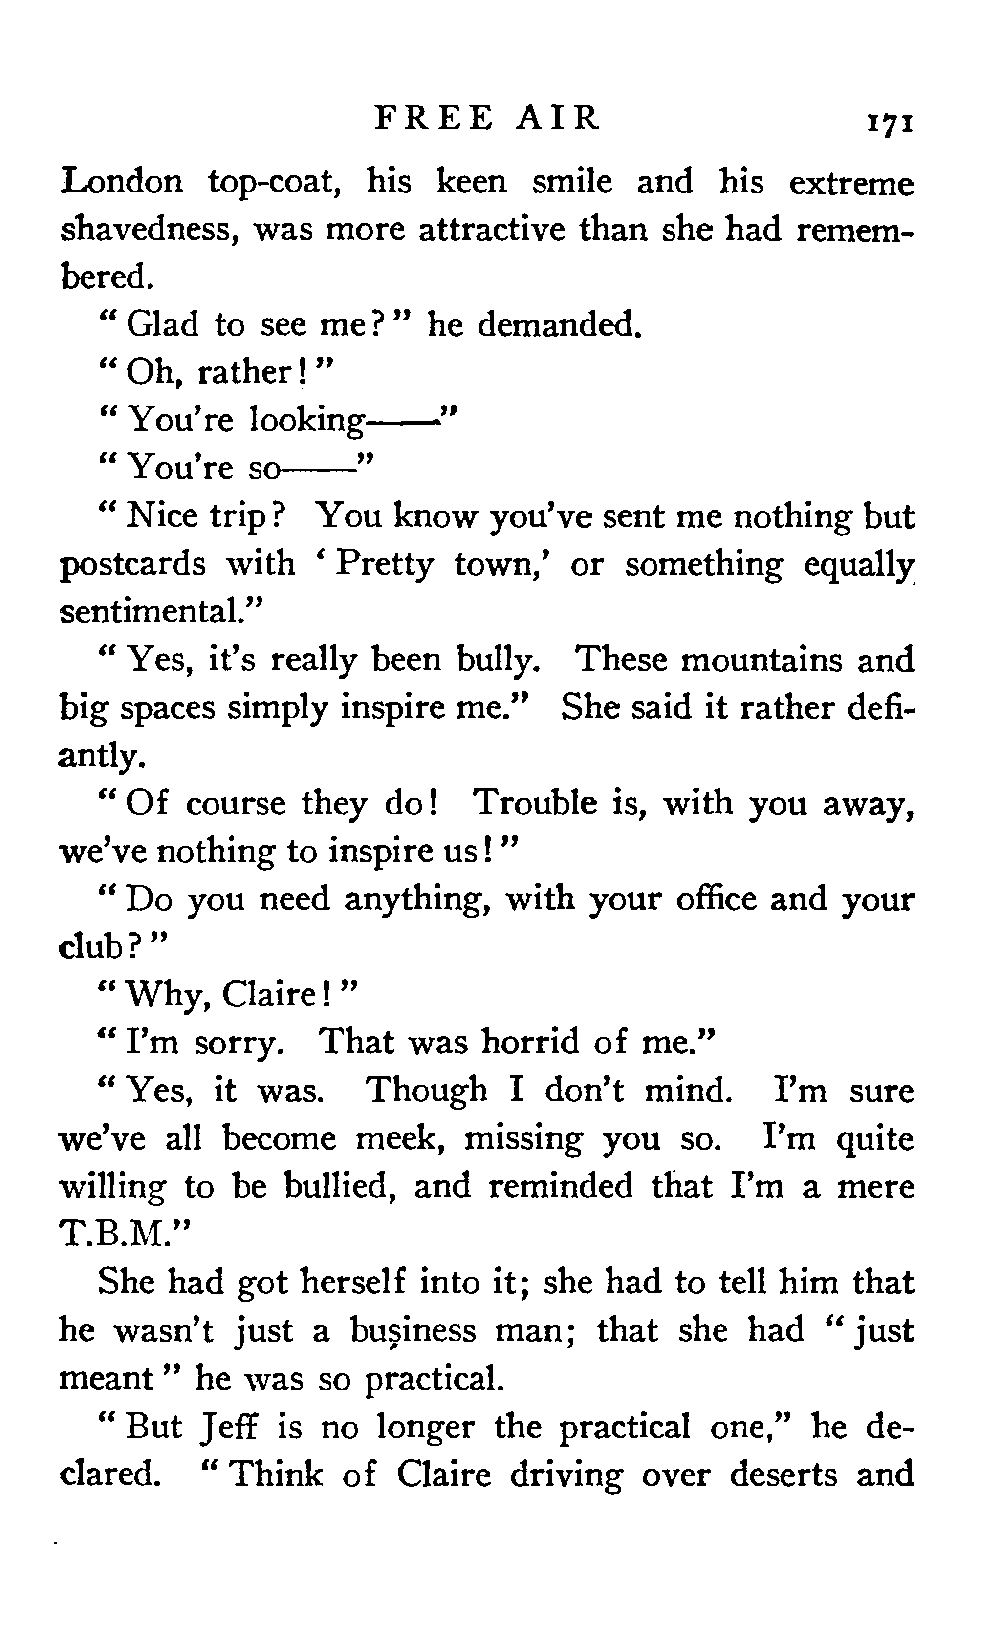 FREE AIR 171
London top-coat, his keen smile and his extreme
shavedness, was more attractive than she had remem-
bered.
" Glad to see me? " he demanded.
" Oh, rather! "
" You're looking——"
" You're so——"
" Nice trip? You know you've sent me nothing but
postcards with ' Pretty town,' or something equally
sentimental."
" Yes, it's really been bully. These mountains and
big spaces simply inspire me." She said it rather defi-
antly.
" Of course they do! Trouble is, with you away,
we've nothing to inspire us! "
" Do you need anything, with your office and your
club? "
" Why, Claire! "
" I'm sorry. That was horrid of me."
" Yes, it was. Though I don't mind. I'm sure
we've all become meek, missing you so. I'm quite
willing to be bullied, and reminded that I'm a mere
T.B.M."
She had got herself into it; she had to tell him that
he wasn't just a business man; that she had " just
meant " he was so practical.
" But Jeff is no longer the practical one," he de-
clared. " Think of Claire driving over deserts and